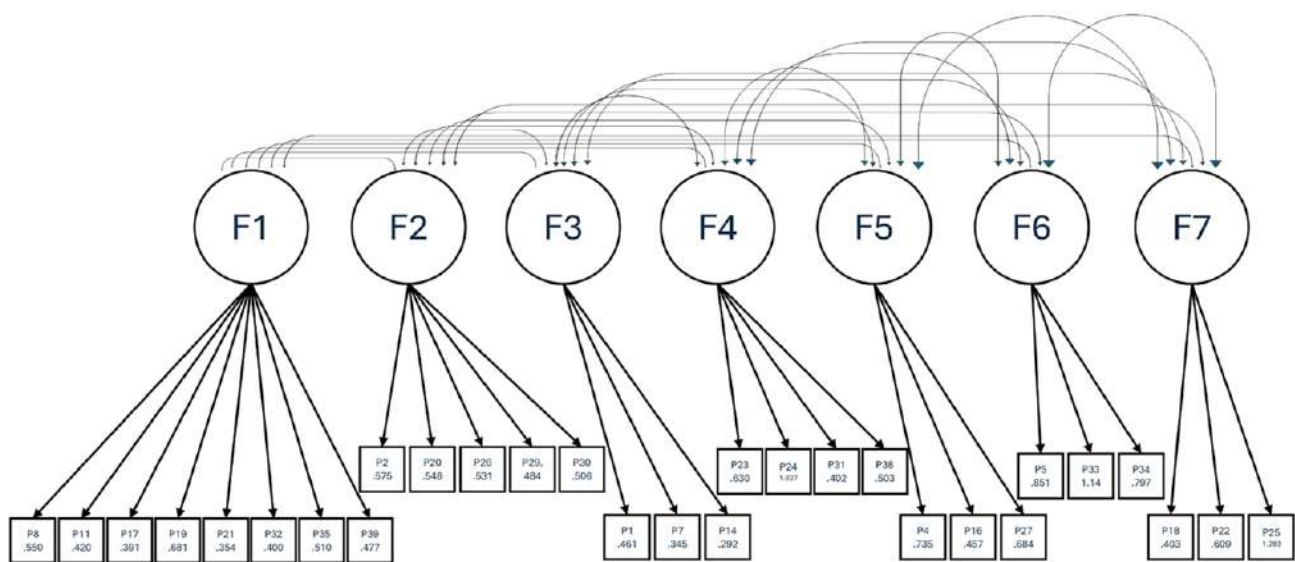 F1 F2 F3 F4 F5 F6 F7
P2 P20 P26 P29. P30
.575 .548 .531 .484 .506
P23 P24 P31 P38
.630 1.027 .402 .503
P5 P33 P34
.851 1.14 .797
P8 P11 P17 P19 P21 P32 P35 P39
.550 .420 .391 .681 .354 .400 .510 .477
P1 P7 P14
.461 .345 .292
P4 P16 P27
.735 .457 .684
P18 P22 P25
.403 .609